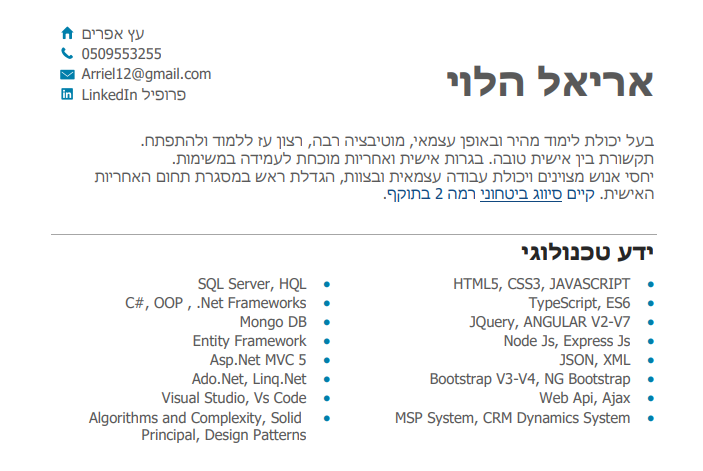 עץ אפרים
0509553255
Arriel12@gmail.com
פרופיל LinkedIn
אריאל הלוי
בעל יכולת לימוד מהיר ובאופן עצמאי, מוטיבציה רבה, רצון עז ללמוד ולהתפתח.
תקשורת בין אישית טובה. בגרות אישית ואחריות מוכחת לעמידה במשימות.
יחסי אנוש מצוינים ויכולת עבודה עצמאית ובצוות, הגדלת ראש במסגרת תחום האחריות
האישית. קיים סיווג ביטחוני רמה 2 בתוקף.
ידע טכנולוגי
HTML5, CSS3, JAVASCRIPT
TypeScript, ES6
JQuery, ANGULAR V2-V7
Node Js, Express Js
JSON, XML
Bootstrap V3-V4, NG Bootstrap
Web Api, Ajax
MSP System, CRM Dynamics System
SQL Server, HQL
C#, OOP , .Net Frameworks
Mongo DB
Entity Framework
Asp.Net MVC 5
Ado.Net, Linq.Net
Visual Studio, Vs Code
Algorithms and Complexity, Solid
Principal, Design Patterns